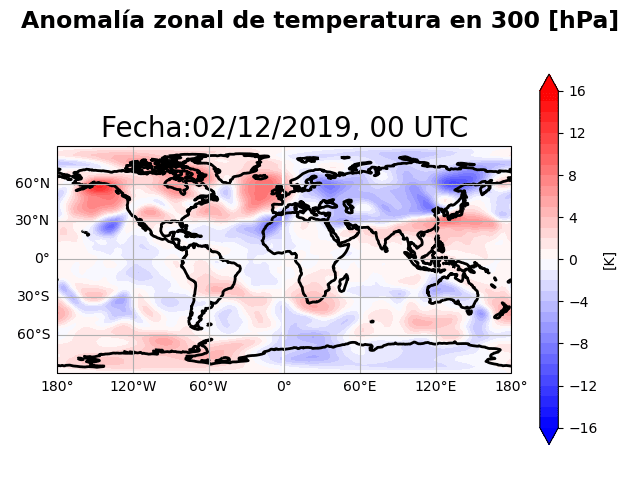 Anomalía zonal de temperatura en 300 [hPa]
Fecha:02/12/2019, 00 UTC
60°N
30°N
0°
30°S
60°S
180° 120°W 60°W 0° 60°E 120°E 180°
16
12
8
4
0
−4
−8
−12
−16
[K]